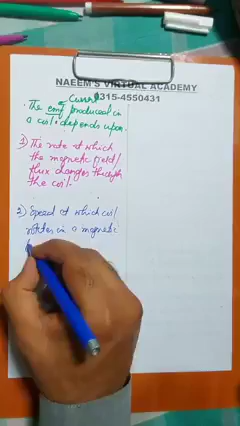 NAEEM'S VIRTUAL ACADEMY
0315-4550431
Current
. The emf produced in
a coil depends upon.
1) The rate at which
the magnetic field/
flux changes through
the coil.
2) Speed at which coil
rotates in a magnetic